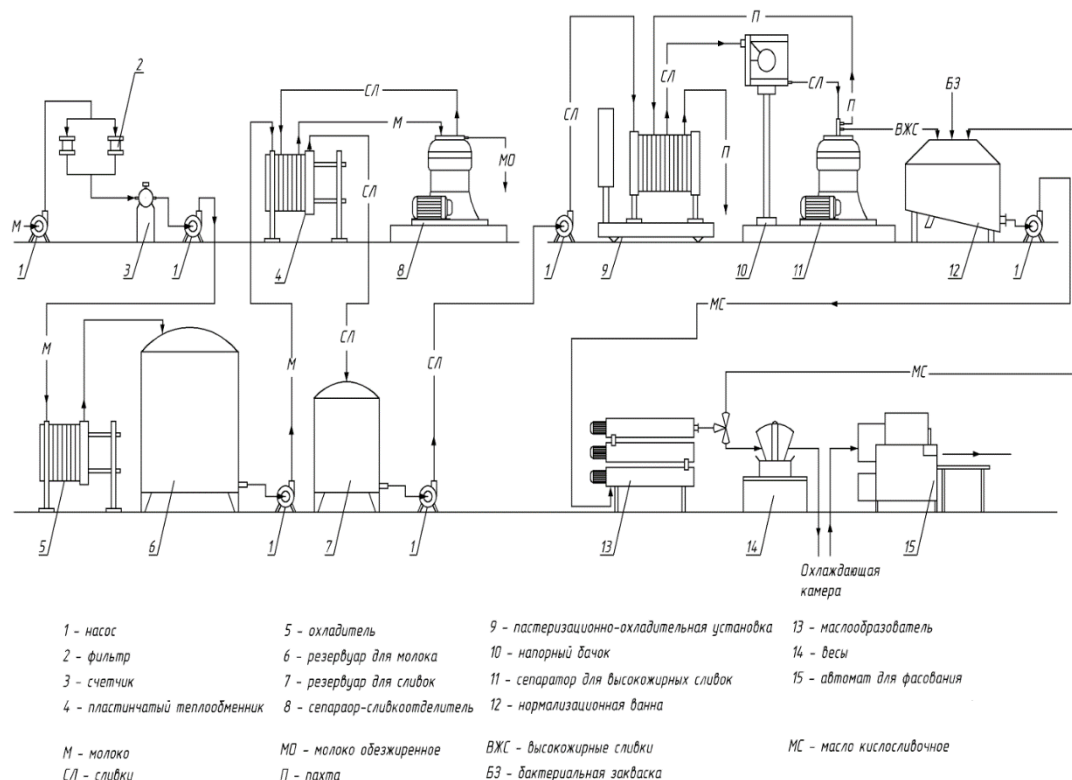 П
СЛ
2
СЛ
М
СЛ
МО
СЛ
СЛ
П
СЛ
П
ВЖС
БЗ
М
1
3
1
4
8
1
9
10
11
12
1
М
М
СЛ
СЛ
МС
МС
5
6
1
7
1
13
14
15
Охлаждающая
камера
1 - насос
2 - фильтр
3 - счетчик
4 - пластинчатый теплообменник
5 - охладитель
6 - резервуар для молока
7 - резервуар для сливок
8 - сепараор-сливкоотделитель
9 - пастеризационно-охладительная установка
10 - напорный бачок
11 - сепаратор для высокожирных сливок
12 - нормализационная ванна
13 - маслообразователь
14 - весы
15 - автомат для фасования
М - молоко
СЛ - сливки
МО - молоко обезжиренное
П - пахта
ВЖС - высокожирные сливки
БЗ - бактериальная закваска
МС - масло кислосливочное